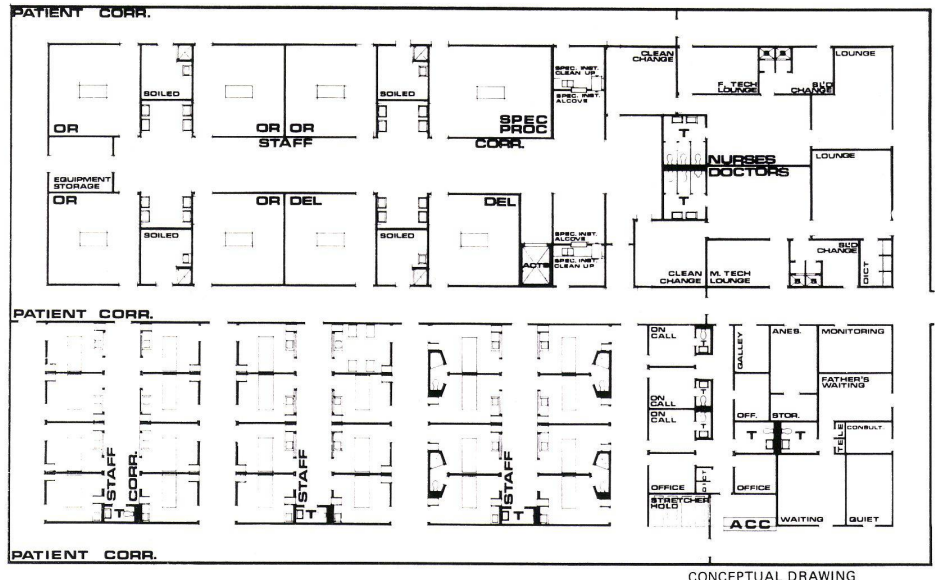 PATIENT CORR.
CLEAN
CHANGE
LOUNGE
SPEC. INST.
CLEAN UP
SPEC. INST.
ALCOVE
F. TECH
LOUNGE
SL'D
CHANGE
SOILED
SOILED
OR
OR
OR
SPEC
PROC
STAFF
CORR.
T
NURSES
DOCTORS
T
LOUNGE
EQUIPMENT
STORAGE
OR
OR
DEL
DEL
SOILED
SOILED
SPEC. INST.
ALCOVE
SPEC. INST.
CLEAN UP
CLEAN
CHANGE
M. TECH
LOUNGE
SL'D
CHANGE
DICT
PATIENT CORR.
ON
CALL
T
GALLEY
ANES.
MONITORING
FATHER'S
WAITING
ON
CALL
T
ON
CALL
T
OFF.
STOR.
T
T
TELE
CONSULT.
STAFF
CORR.
STAFF
STAFF
OFFICE
DICT
OFFICE
T
T
T
STRETCHER
HOLD
ACC
WAITING
QUIET
PATIENT CORR.
CONCEPTUAL DRAWING